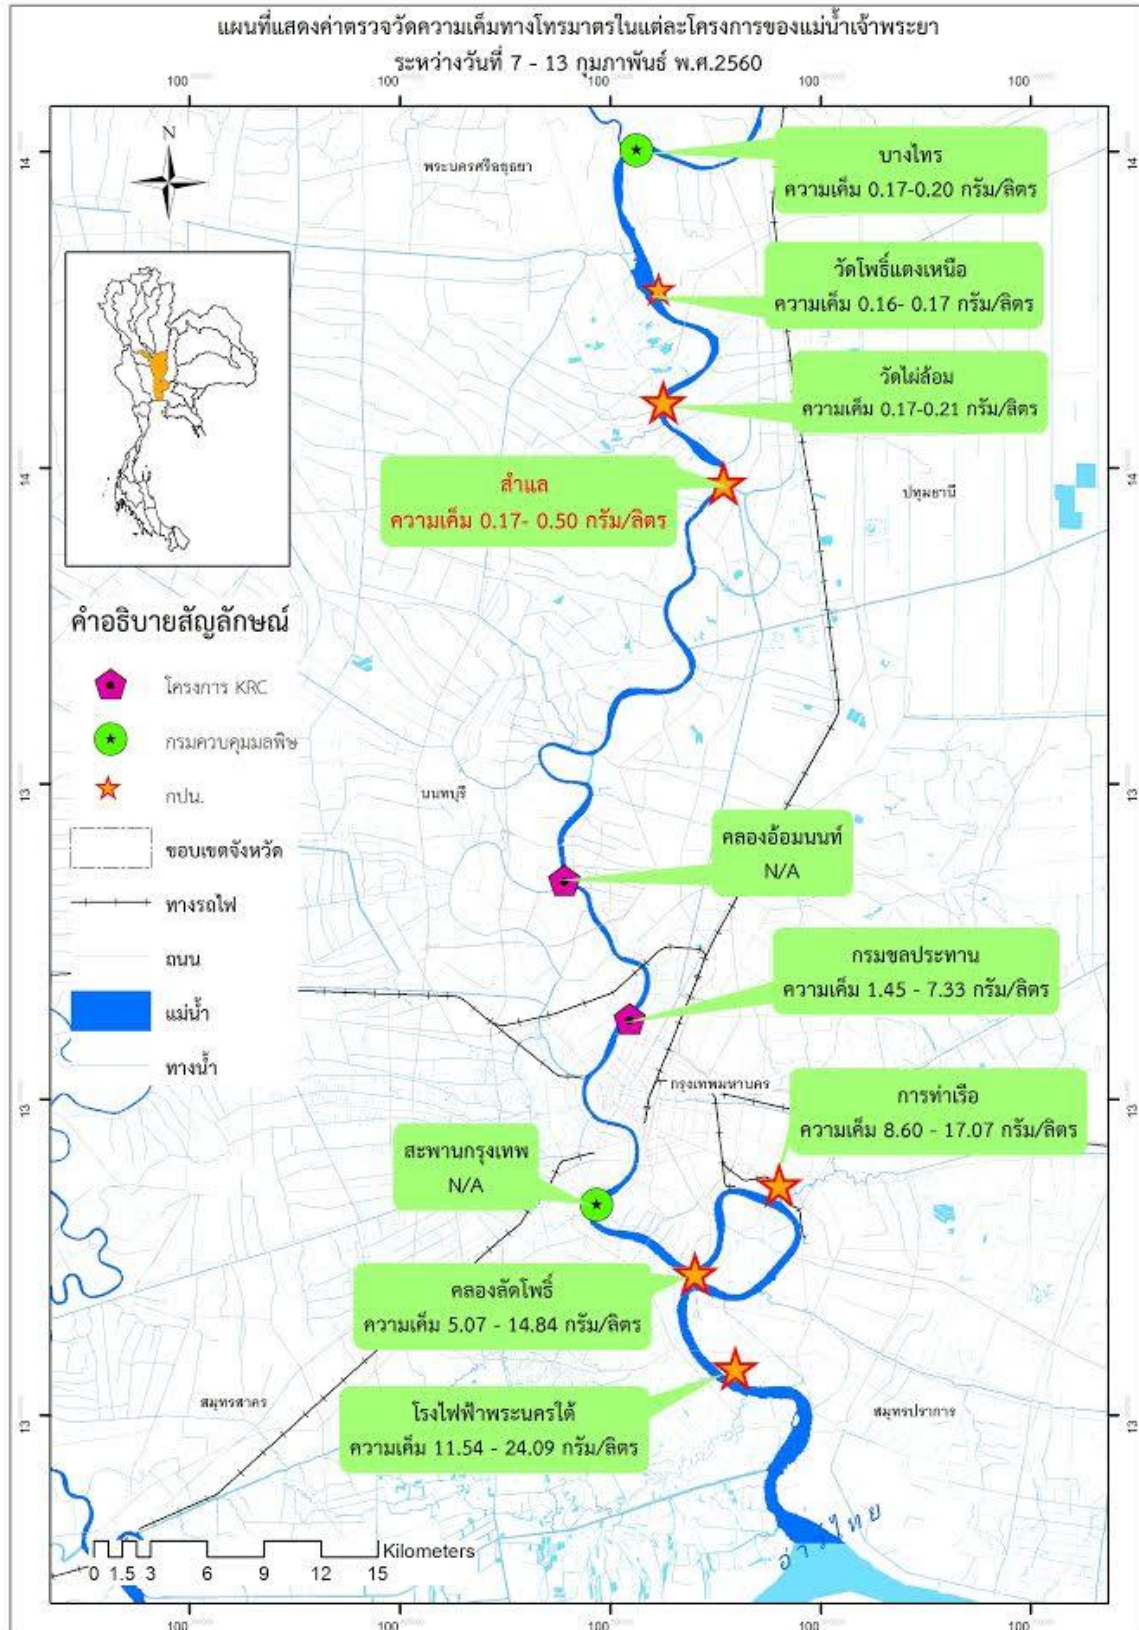 แผนที่แสดงค่าตรวจวัดความเค็มทางโทรมาตรในแต่ละโครงการของแม่น้ำเจ้าพระยา
ระหว่างวันที่ 7 - 13 กุมภาพันธ์ พ.ศ.2560
100 100 100 100 100
N
พระนครศรีอยุธยา
บางไทร
ความเค็ม 0.17-0.20 กรัม/ลิตร
14 14
วัดโพธิ์แตงเหนือ
ความเค็ม 0.16- 0.17 กรัม/ลิตร
วัดไผ่ล้อม
ความเค็ม 0.17-0.21 กรัม/ลิตร
14 14
สำแล
ความเค็ม 0.17- 0.50 กรัม/ลิตร
ปทุมธานี
คำอธิบายสัญลักษณ์
โครงการ KRC
กรมควบคุมมลพิษ
กปน.
ขอบเขตจังหวัด
ทางรถไฟ
ถนน
แม่น้ำ
ทางน้ำ
13 13
นนทบุรี
คลองอ้อมนนท์
N/A
กรมชลประทาน
ความเค็ม 1.45 - 7.33 กรัม/ลิตร
กรุงเทพมหานคร
13 13
การท่าเรือ
ความเค็ม 8.60 - 17.07 กรัม/ลิตร
สะพานกรุงเทพ
N/A
คลองลัดโพธิ์
ความเค็ม 5.07 - 14.84 กรัม/ลิตร
สมุทรสาคร
โรงไฟฟ้าพระนครใต้
ความเค็ม 11.54 - 24.09 กรัม/ลิตร
สมุทรปราการ
13 13
อ่าวไทย
Kilometers
0 1.5 3 6 9 12 15
100 100 100 100 100